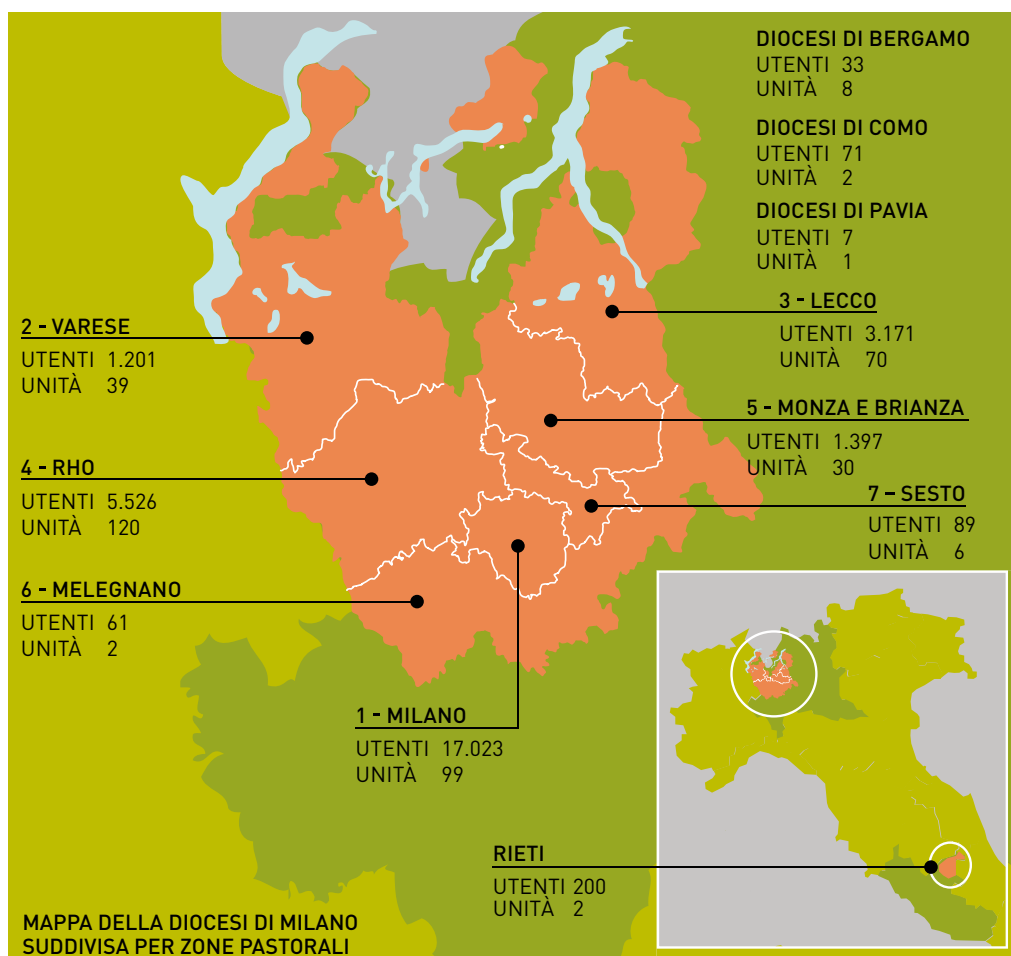 DIOCESI DI BERGAMO
UTENTI 33
UNITÀ 8
DIOCESI DI COMO
UTENTI 71
UNITÀ 2
DIOCESI DI PAVIA
UTENTI 7
UNITÀ 1
3 - LECCO
UTENTI 3.171
UNITÀ 70
2 - VARESE
UTENTI 1.201
UNITÀ 39
5 - MONZA E BRIANZA
UTENTI 1.397
UNITÀ 30
4 - RHO
UTENTI 5.526
UNITÀ 120
7 - SESTO
UTENTI 89
UNITÀ 6
6 - MELEGNANO
UTENTI 61
UNITÀ 2
1 - MILANO
UTENTI 17.023
UNITÀ 99
RIETI
UTENTI 200
UNITÀ 2
MAPPA DELLA DIOCESI DI MILANO
SUDDIVISA PER ZONE PASTORALI